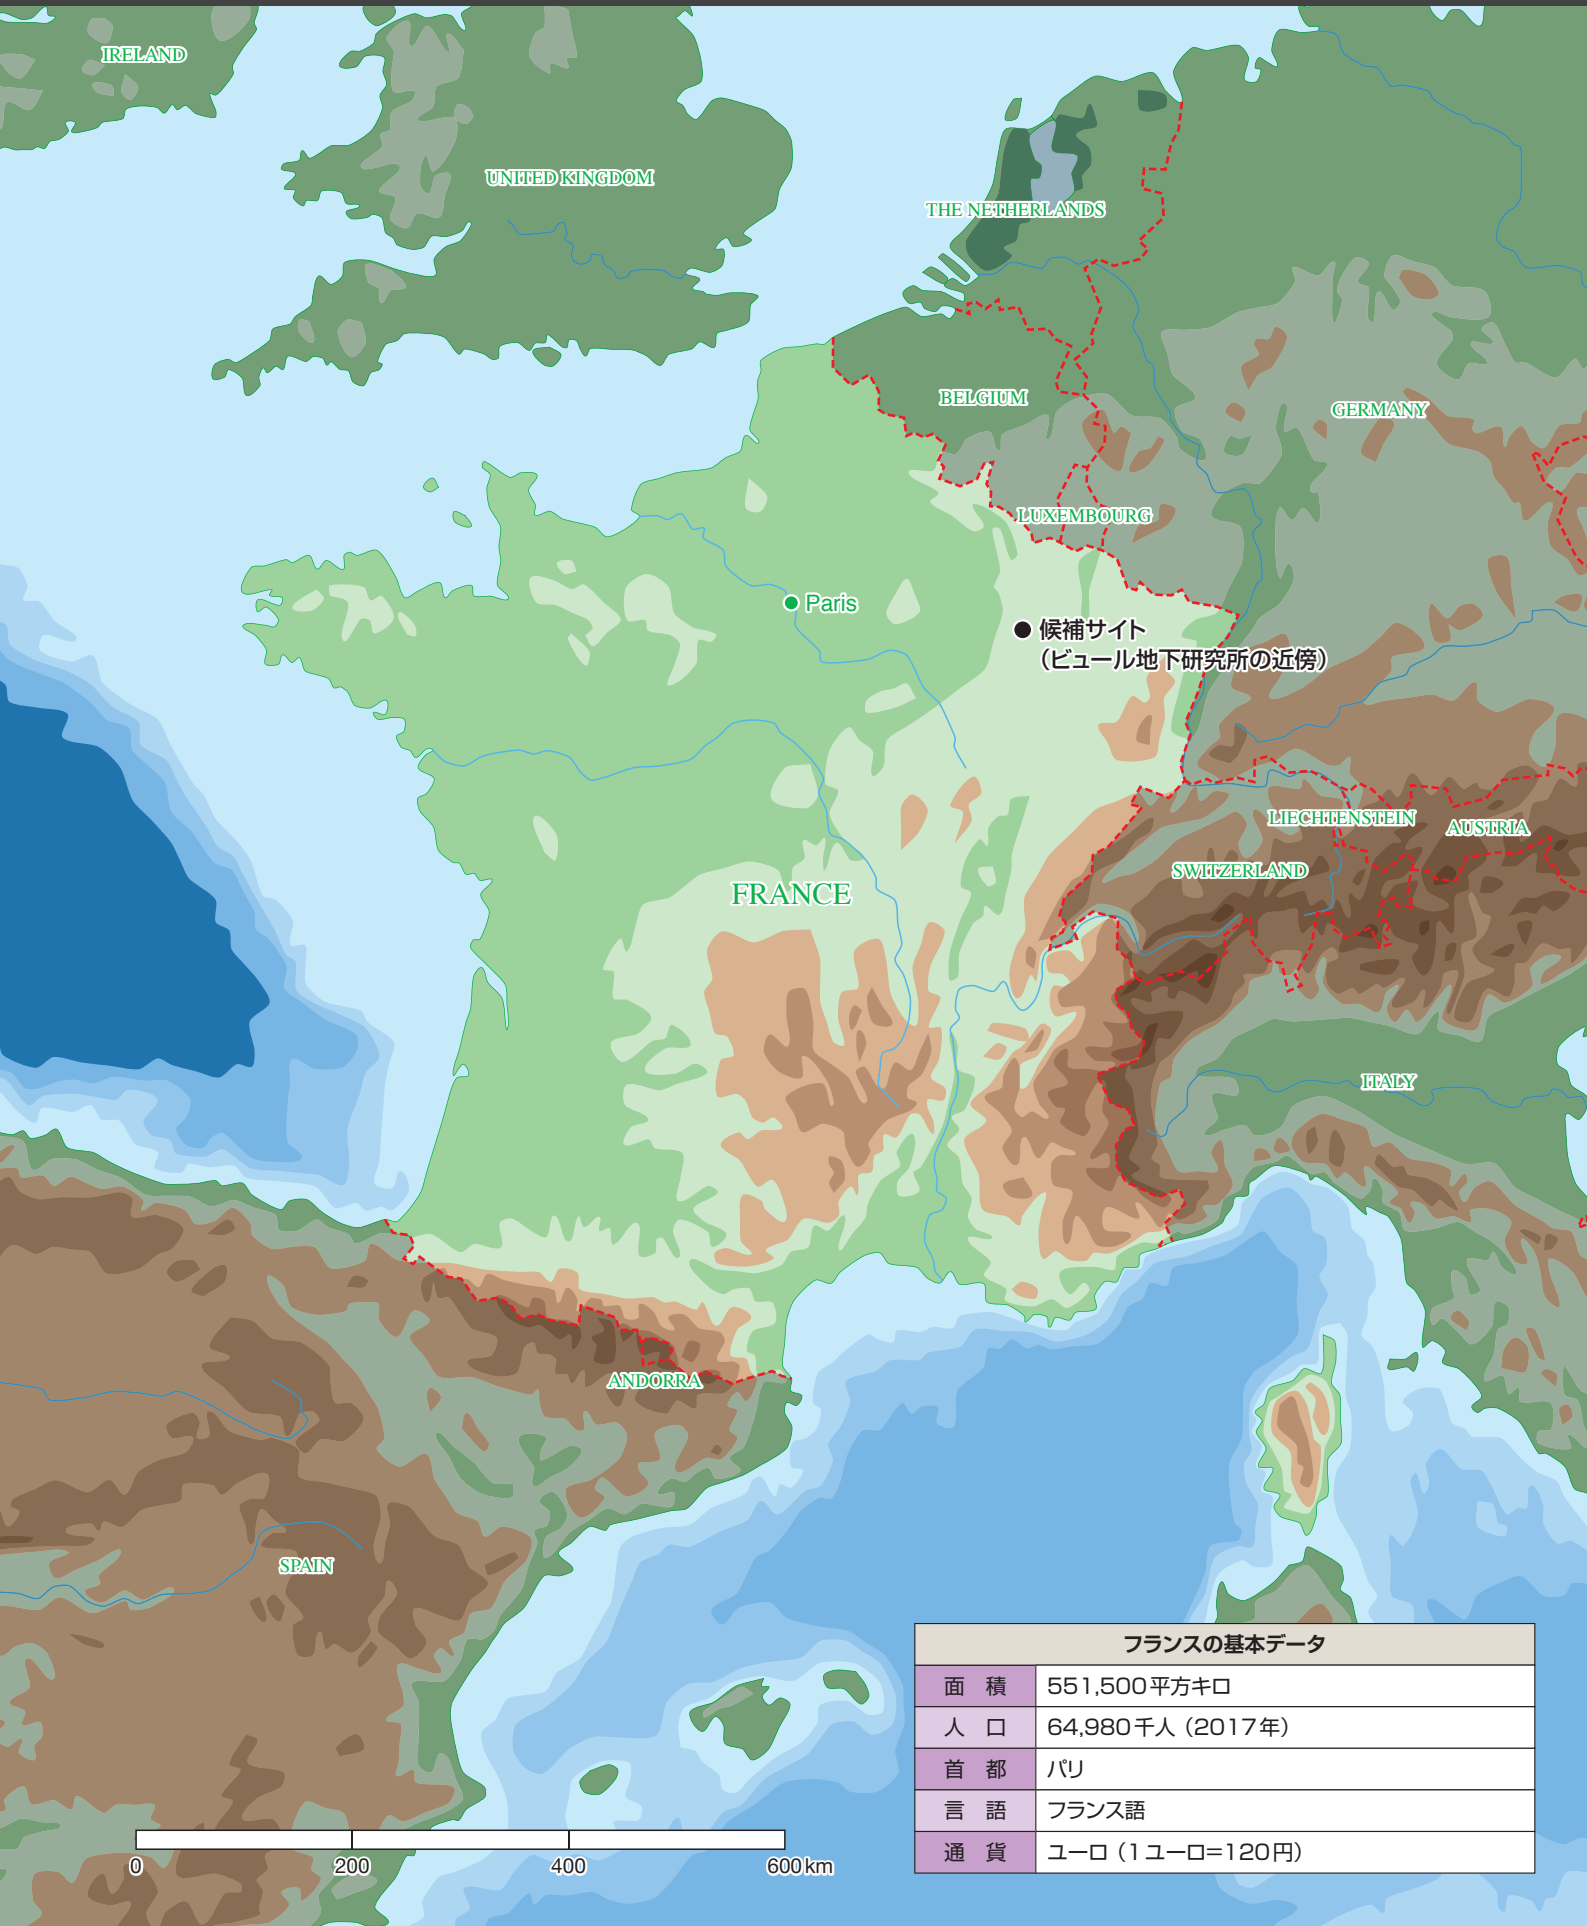 IRELAND
UNITED KINGDOM
THE NETHERLANDS
BELGIUM
GERMANY
LUXEMBOURG
Paris
候補サイト
（ビュール地下研究所の近傍）
LIECHTENSTEIN
AUSTRIA
SWITZERLAND
FRANCE
ITALY
ANDORRA
SPAIN
フランスの基本データ
面 積 551,500平方キロ
人 口 64,980千人（2017年）
首 都 パリ
言 語 フランス語
通 貨 ユーロ（1ユーロ=120円）
0 200 400 600km